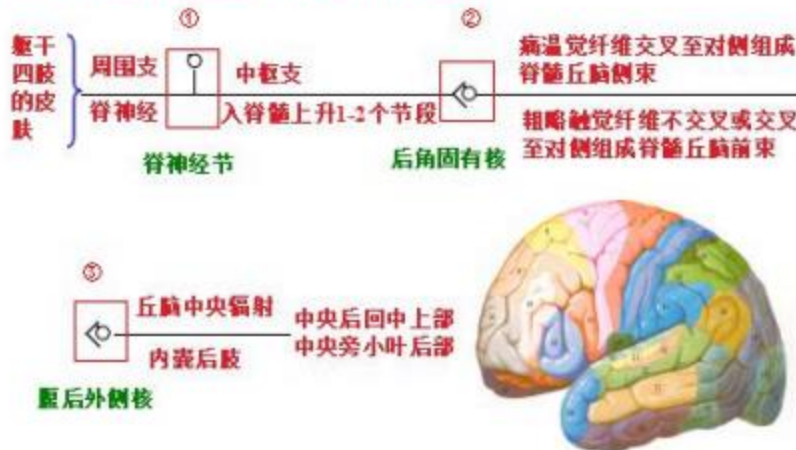 ①
②
躯干
四肢
的皮
肤
周围支
脊神经
中枢支
入脊髓上升1-2个节段
痛温觉纤维交叉至对侧组成
脊髓丘脑侧束
粗略触觉纤维不交叉或交叉
至对侧组成脊髓丘脑前束
脊神经节
后角固有核
③
丘脑中央辐射
内囊后肢
中央后回中上部
中央旁小叶后部
腹后外侧核